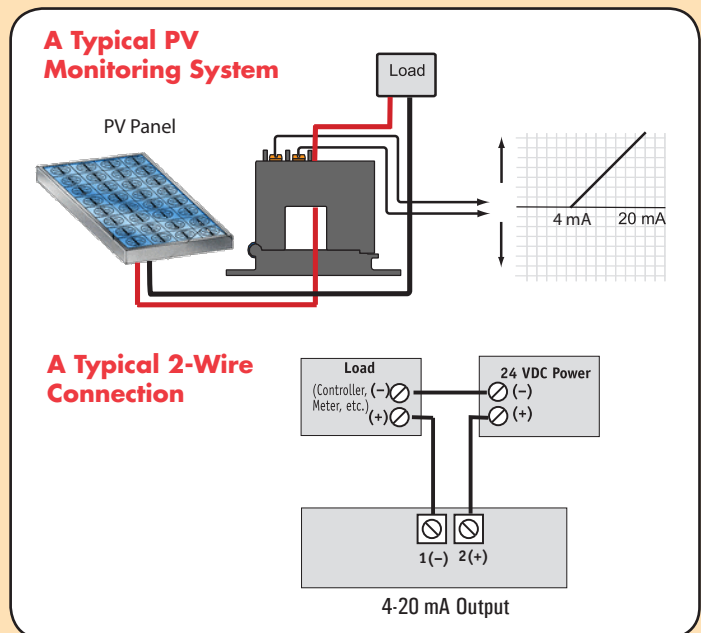 A Typical PV
Monitoring System
Load
PV Panel
4 mA 20 mA
A Typical 2-Wire
Connection
Load
(Controller, (–)
Meter, etc.) (+)
24 VDC Power
(–)
(+)
1(–) 2(+)
4-20 mA Output